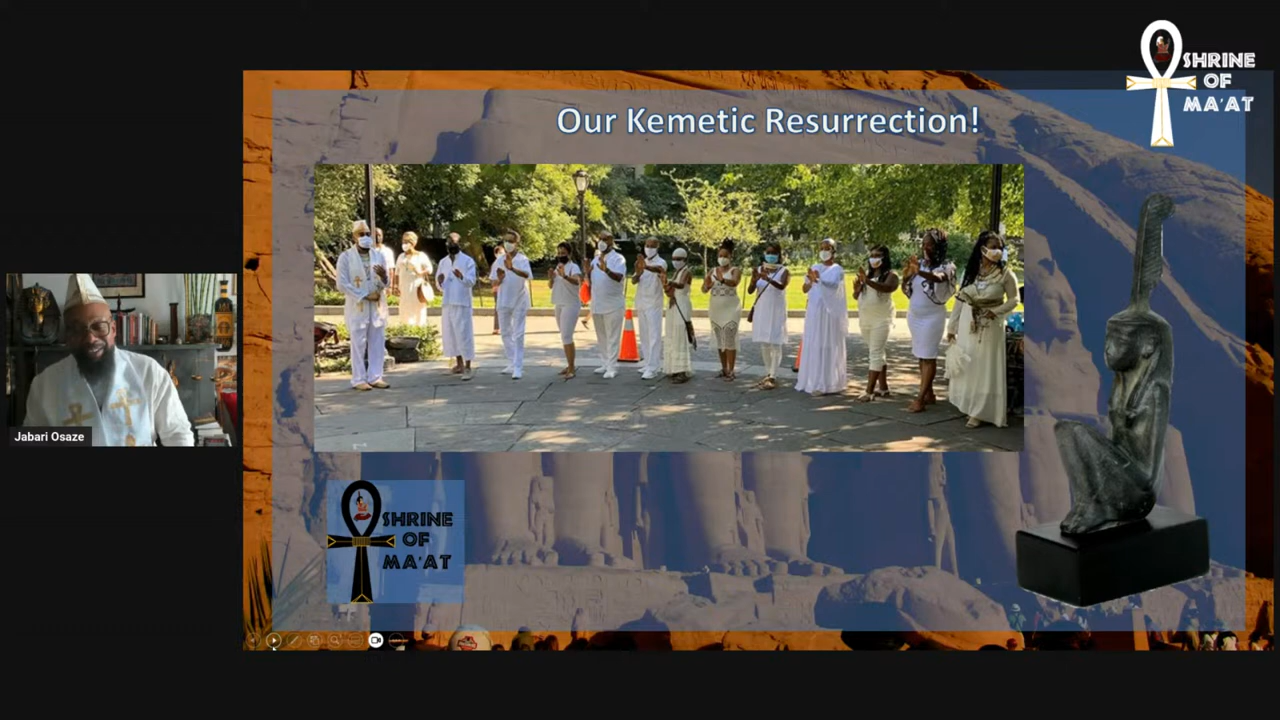 SHRINE
OF
MA'AT
Our Kemetic Resurrection!
Jabari Osaze
SHRINE
OF
MA'AT